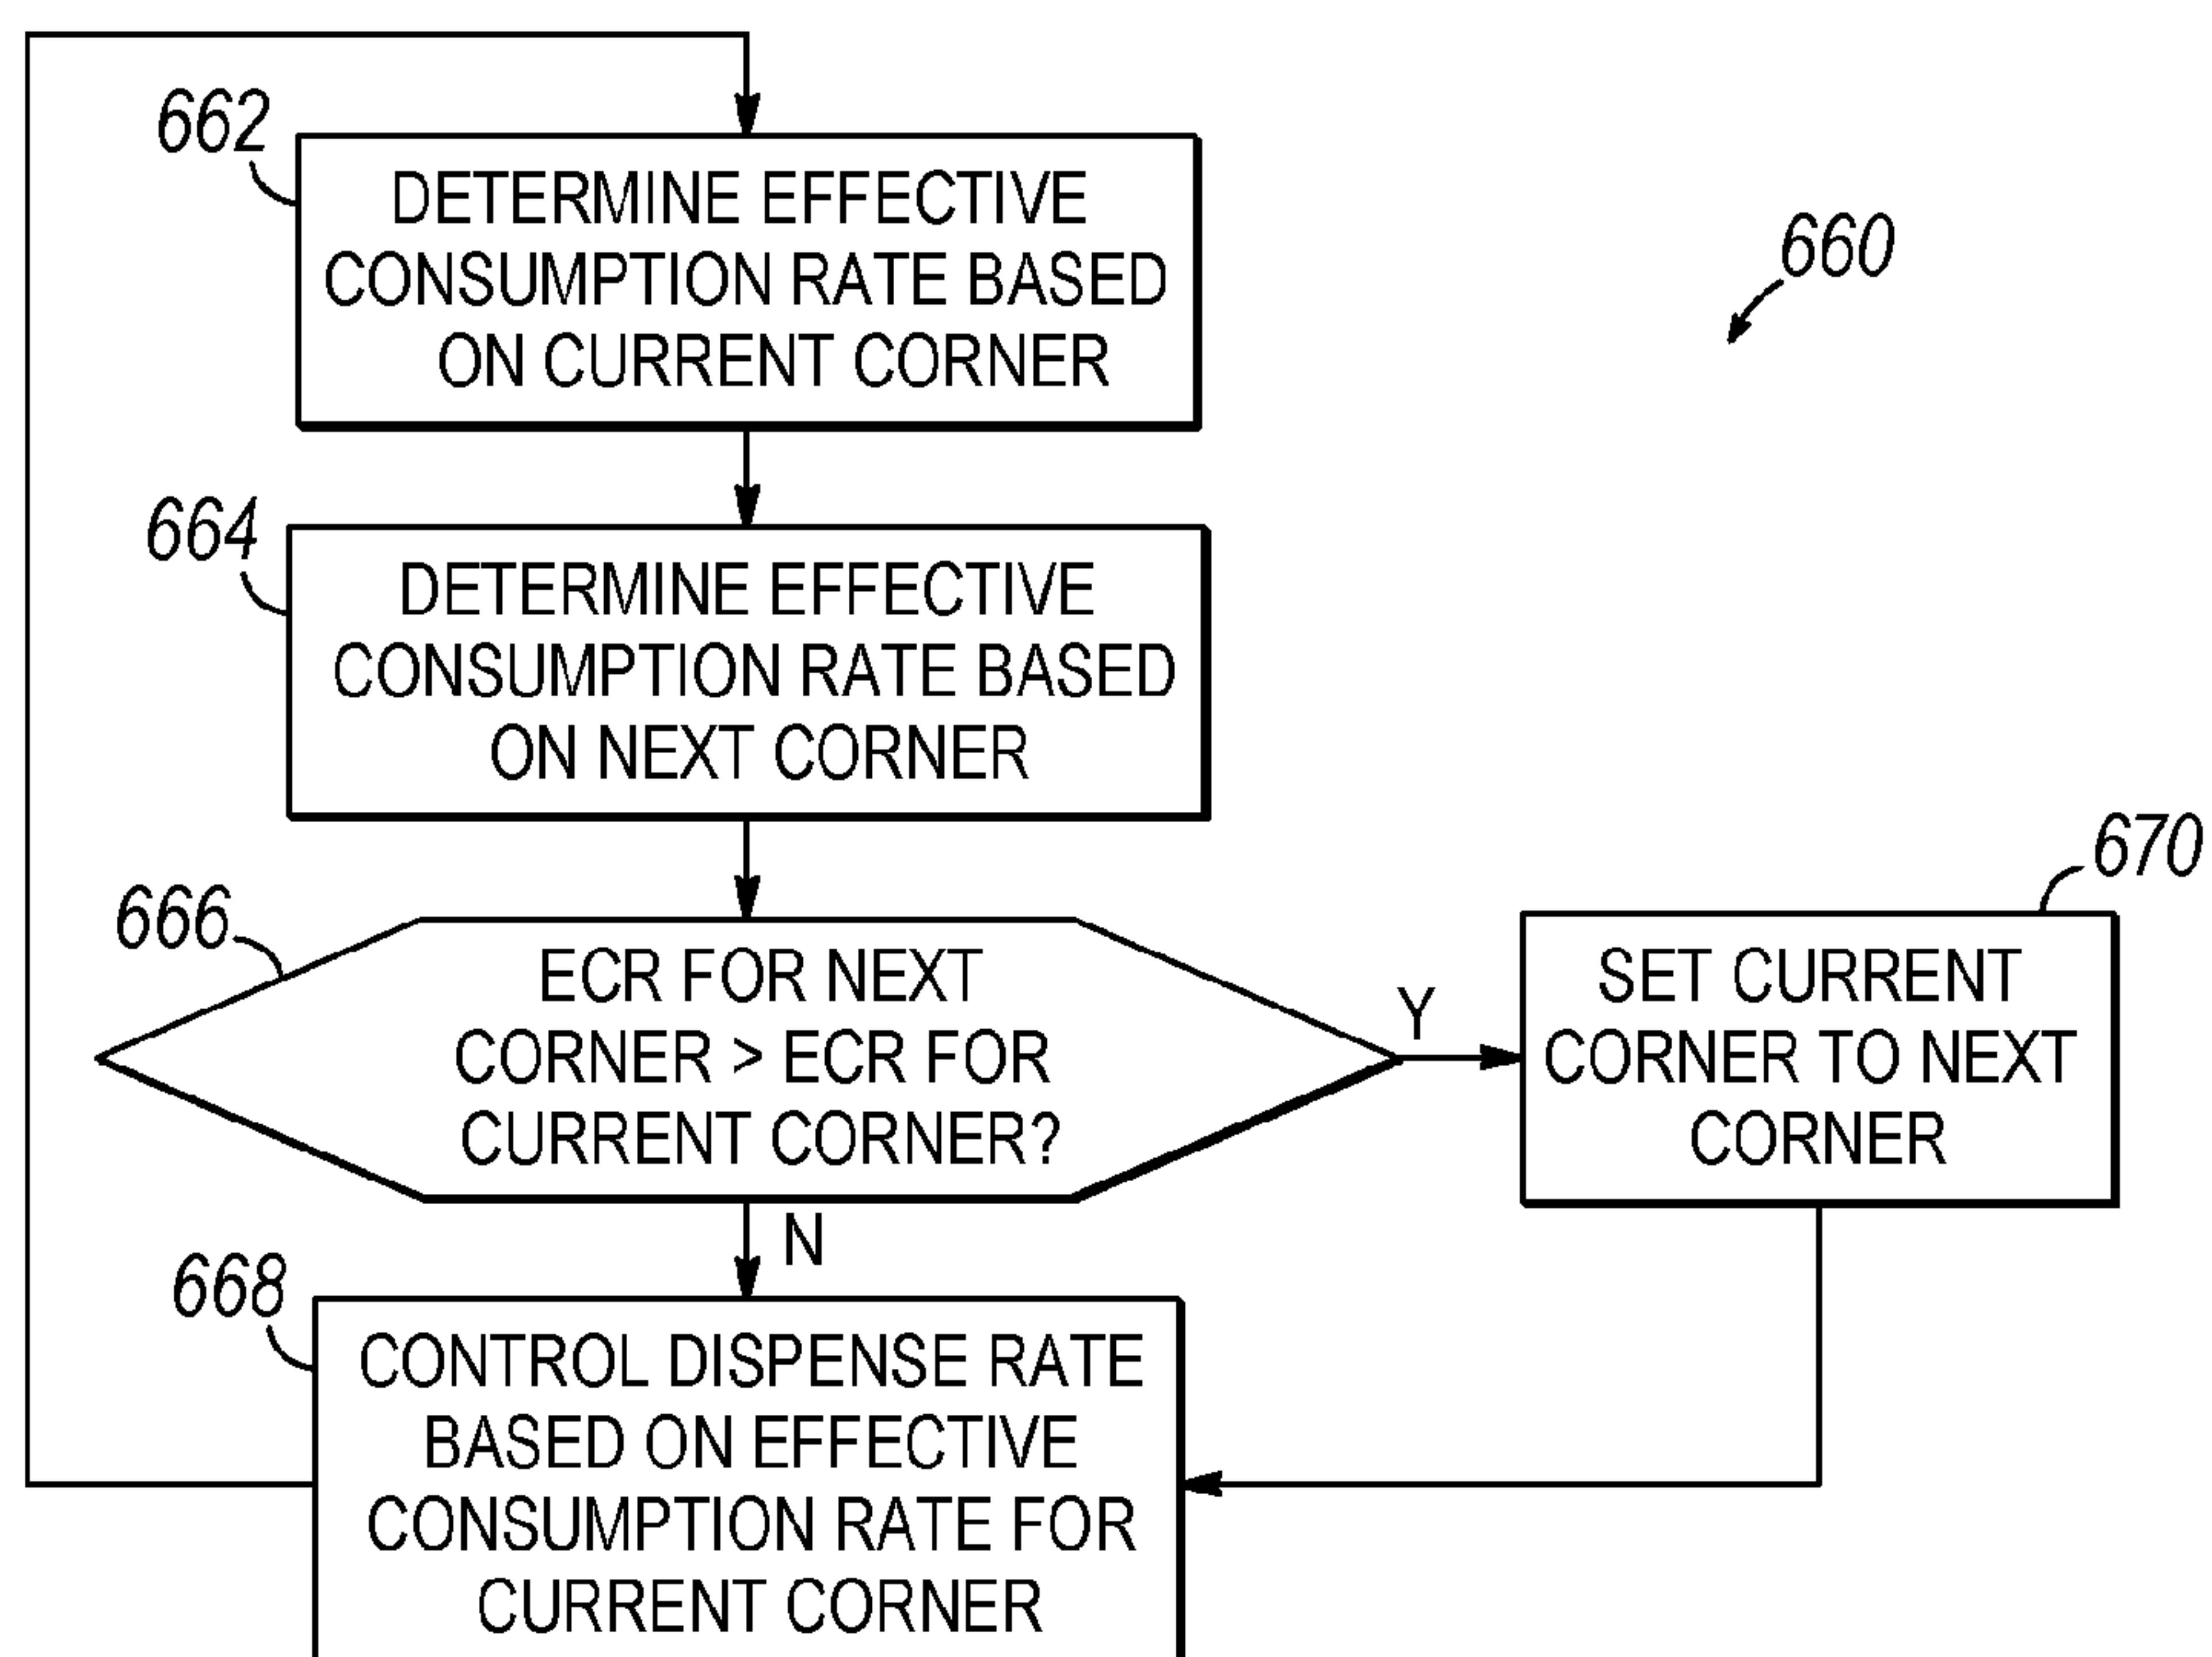 662
DETERMINE EFFECTIVE
CONSUMPTION RATE BASED
ON CURRENT CORNER
660
664
DETERMINE EFFECTIVE
CONSUMPTION RATE BASED
ON NEXT CORNER
666
ECR FOR NEXT
CORNER > ECR FOR
CURRENT CORNER?
Y
670
SET CURRENT
CORNER TO NEXT
CORNER
N
668
CONTROL DISPENSE RATE
BASED ON EFFECTIVE
CONSUMPTION RATE FOR
CURRENT CORNER